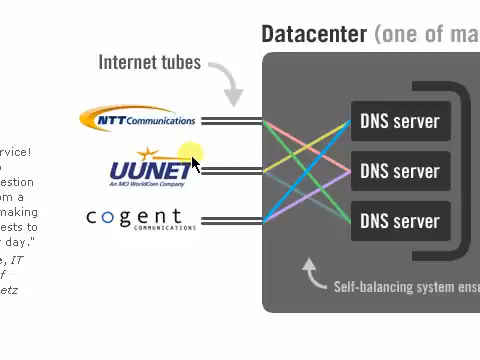 Datacenter (one of ma
Internet tubes
NTT Communications
DNS server
rvice!
UUNET
An MCI WorldCom Company
DNS server
estion
om a
making
ests to
day."
cogent
COMMUNICATIONS
DNS server
, IT
f
etz
Self-balancing system ensu